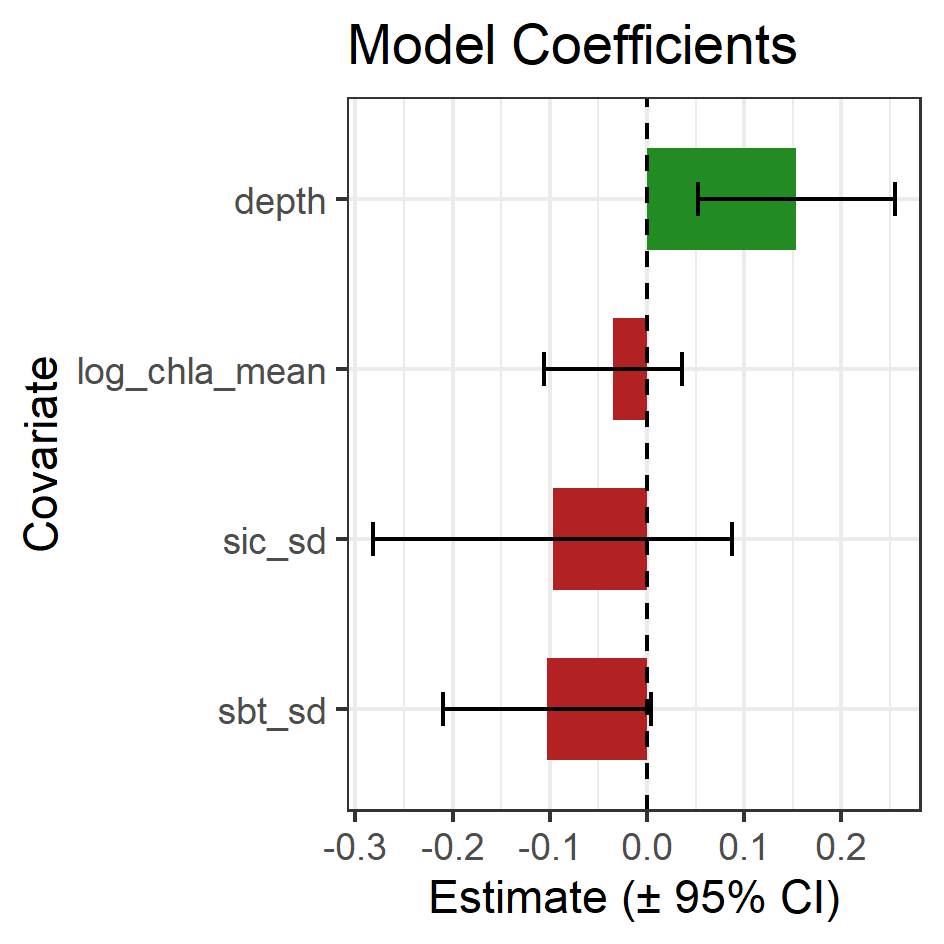 Model Coefficients
Covariate
depth
log_chla_mean
sic_sd
sbt_sd
-0.3 -0.2 -0.1 0.0 0.1 0.2
Estimate (± 95% CI)